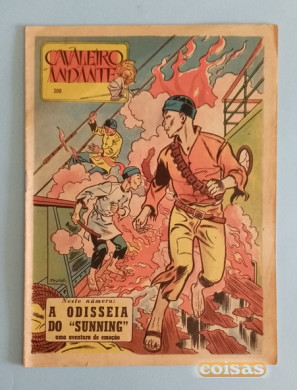 CAVALEIRO
ANDANTE
Neste número:
A ODISSEIA
DO "SUNNING"
uma aventura de emoção
coisas